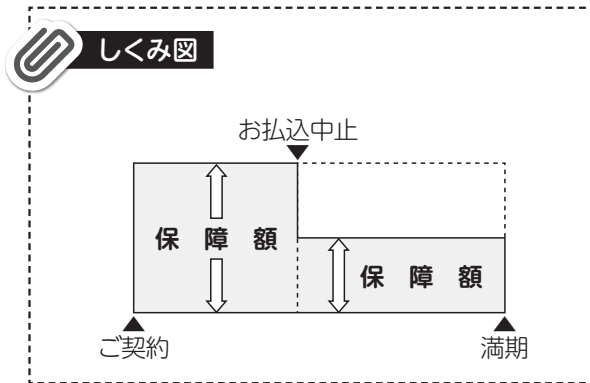 しくみ図
お払込中止
保 障 額
保 障 額
ご契約
満期